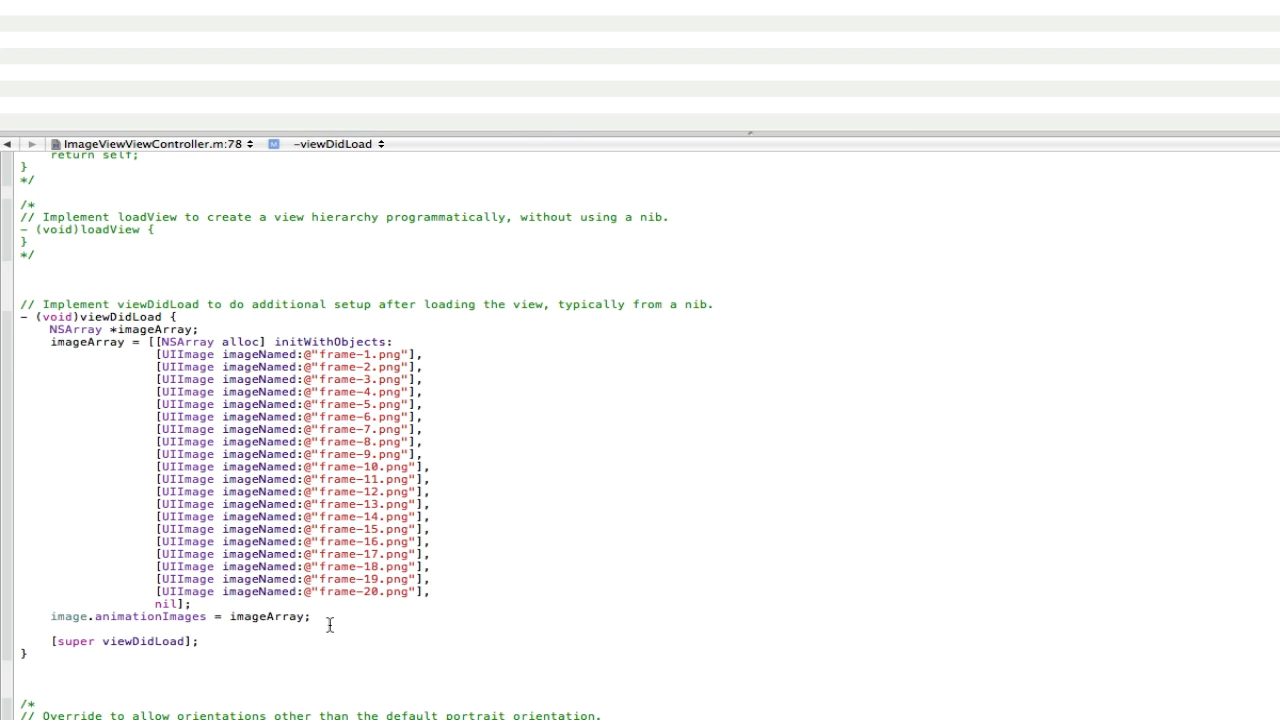 ImageViewViewController.m:78 M -viewDidLoad
return self;
}
*/
/*
// Implement loadView to create a view hierarchy programmatically, without using a nib.
- (void)loadView {
}
*/
// Implement viewDidLoad to do additional setup after loading the view, typically from a nib.
- (void)viewDidLoad {
NSArray *imageArray;
imageArray = [[NSArray alloc] initWithObjects:
[UIImage imageNamed:@"frame-1.png"],
[UIImage imageNamed:@"frame-2.png"],
[UIImage imageNamed:@"frame-3.png"],
[UIImage imageNamed:@"frame-4.png"],
[UIImage imageNamed:@"frame-5.png"],
[UIImage imageNamed:@"frame-6.png"],
[UIImage imageNamed:@"frame-7.png"],
[UIImage imageNamed:@"frame-8.png"],
[UIImage imageNamed:@"frame-9.png"],
[UIImage imageNamed:@"frame-10.png"],
[UIImage imageNamed:@"frame-11.png"],
[UIImage imageNamed:@"frame-12.png"],
[UIImage imageNamed:@"frame-13.png"],
[UIImage imageNamed:@"frame-14.png"],
[UIImage imageNamed:@"frame-15.png"],
[UIImage imageNamed:@"frame-16.png"],
[UIImage imageNamed:@"frame-17.png"],
[UIImage imageNamed:@"frame-18.png"],
[UIImage imageNamed:@"frame-19.png"],
[UIImage imageNamed:@"frame-20.png"],
nil];
image.animationImages = imageArray;
[super viewDidLoad];
}
/*
// Override to allow orientations other than the default portrait orientation.